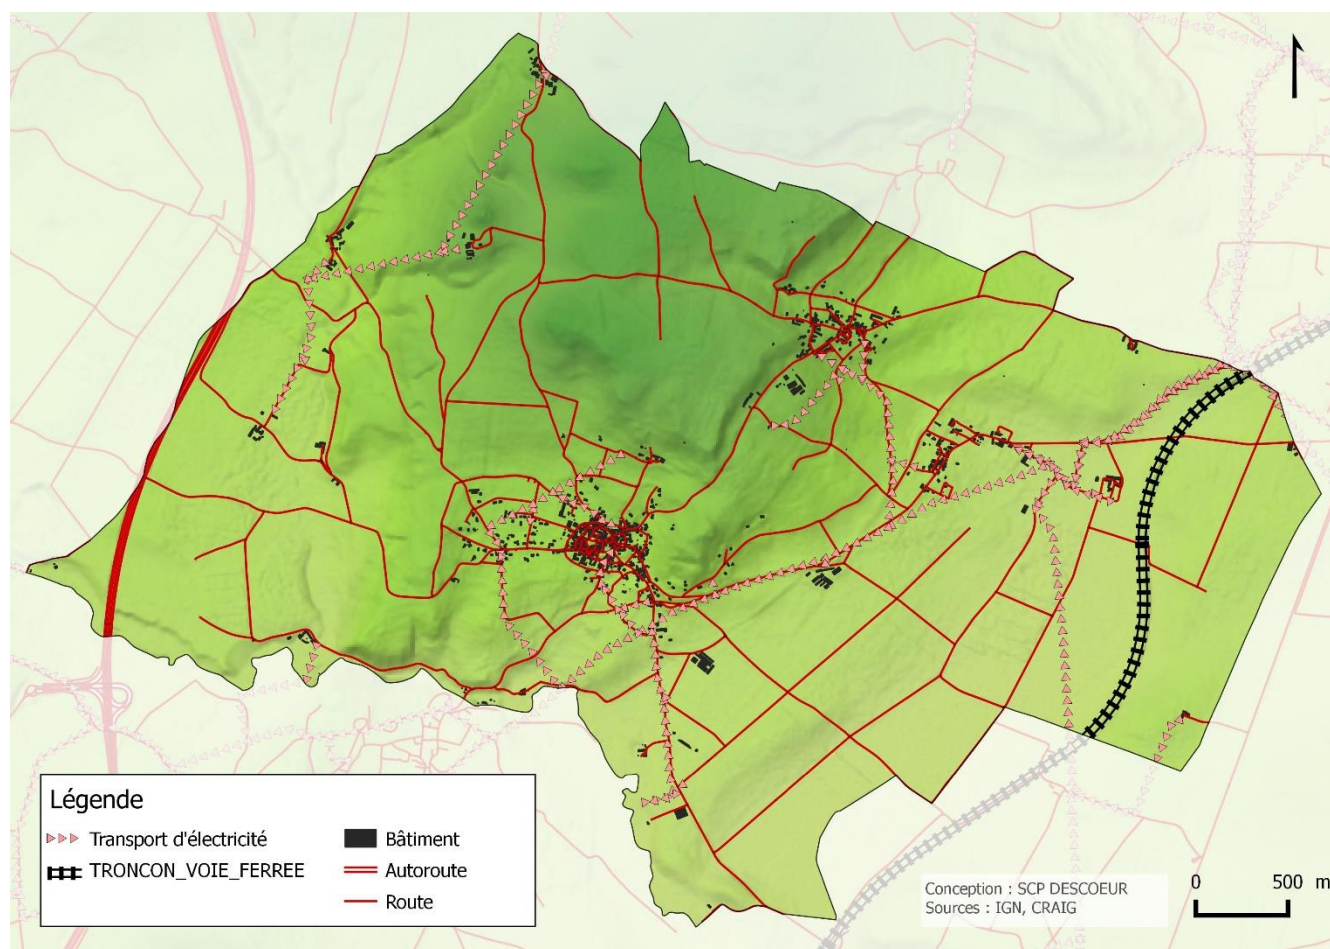 Légende
Transport d'électricité
TRONCON_VOIE_FERREE
Bâtiment
Autoroute
Route
Conception : SCP DESCOEUR
Sources : IGN, CRAIG
0 500 m